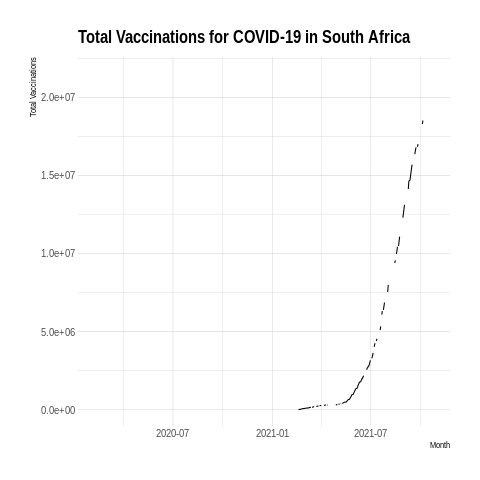 Total Vaccinations for COVID-19 in South Africa
Total Vaccinations
2.0e+07
1.5e+07
1.0e+07
5.0e+06
0.0e+00
2020-07
2021-01
2021-07
Month